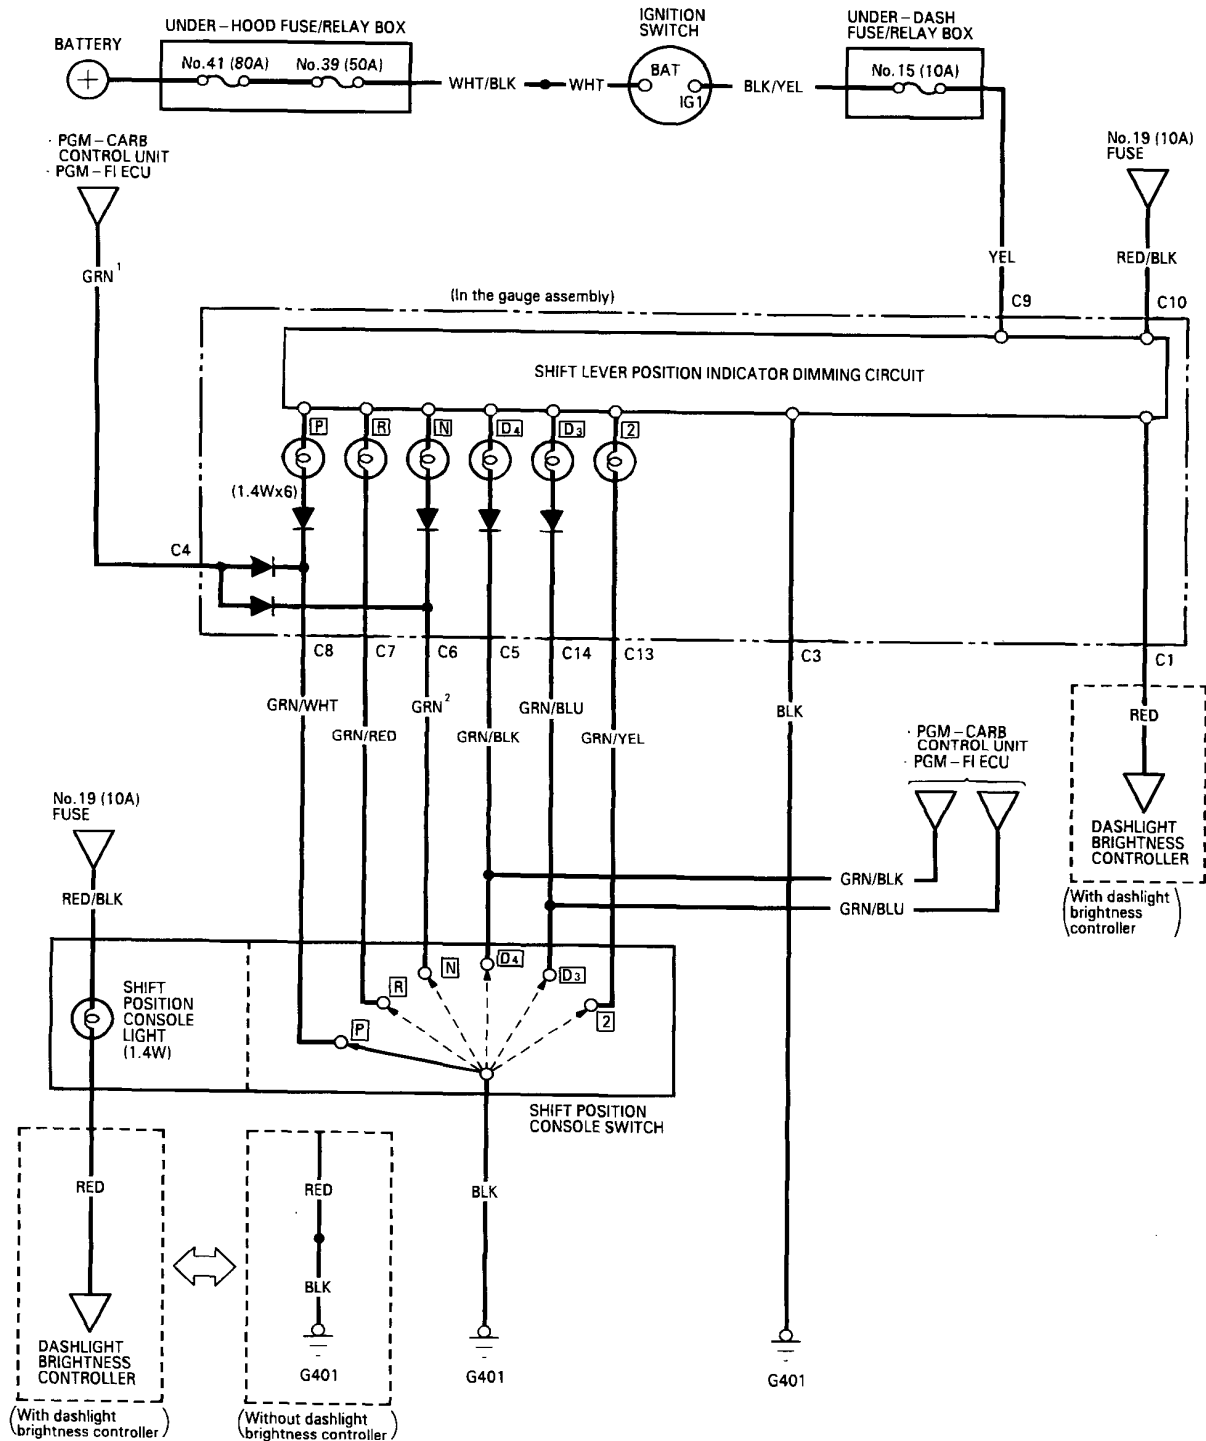 UNDER-HOOD FUSE/RELAY BOX
IGNITION
SWITCH
UNDER-DASH
FUSE/RELAY BOX
BATTERY
No.41 (80A)
No.39 (50A)
WHT/BLK
WHT
BAT
IG1
BLK/YEL
No.15 (10A)
· PGM-CARB
CONTROL UNIT
· PGM-FI ECU
No.19 (10A)
FUSE
GRN1
YEL
RED/BLK
(In the gauge assembly)
C9
C10
SHIFT LEVER POSITION INDICATOR DIMMING CIRCUIT
P
R
N
D4
D3
2
(1.4Wx6)
C4
C8
C7
C6
C5
C14
C13
C3
C1
GRN/WHT
GRN/RED
GRN2
GRN/BLK
GRN/BLU
GRN/YEL
BLK
RED
· PGM-CARB
CONTROL UNIT
· PGM-FI ECU
No.19 (10A)
FUSE
DASHLIGHT
BRIGHTNESS
CONTROLLER
RED/BLK
GRN/BLK
GRN/BLU
(With dashlight
brightness
controller)
SHIFT
POSITION
CONSOLE
LIGHT
(1.4W)
P
R
N
D4
D3
2
SHIFT POSITION
CONSOLE SWITCH
RED
RED
BLK
BLK
DASHLIGHT
BRIGHTNESS
CONTROLLER
G401
G401
G401
(With dashlight
brightness controller)
(Without dashlight
brightness controller)